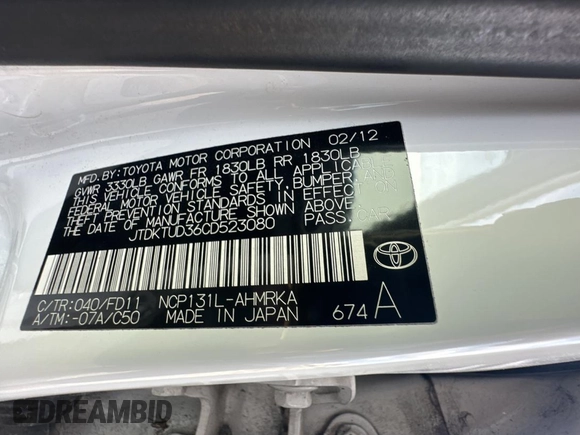 MFD.BY:TOYOTA MOTOR CORPORATION 02/12
GVWR 3330LB GAWR FR 1830LB RR 1830LB
THIS VEHICLE CONFORMS TO ALL APPLICABLE
FEDERAL MOTOR VEHICLE SAFETY,BUMPER,AND
THEFT PREVENTION STANDARDS IN EFFECT ON
THE DATE OF MANUFACTURE SHOWN ABOVE.
JTDKTUD36CD523080 PASS.CAR
C/TR:040/FD11 NCP131L-AHMRKA
A/TM:-07A/C50 MADE IN JAPAN 674 A
DREAMBID